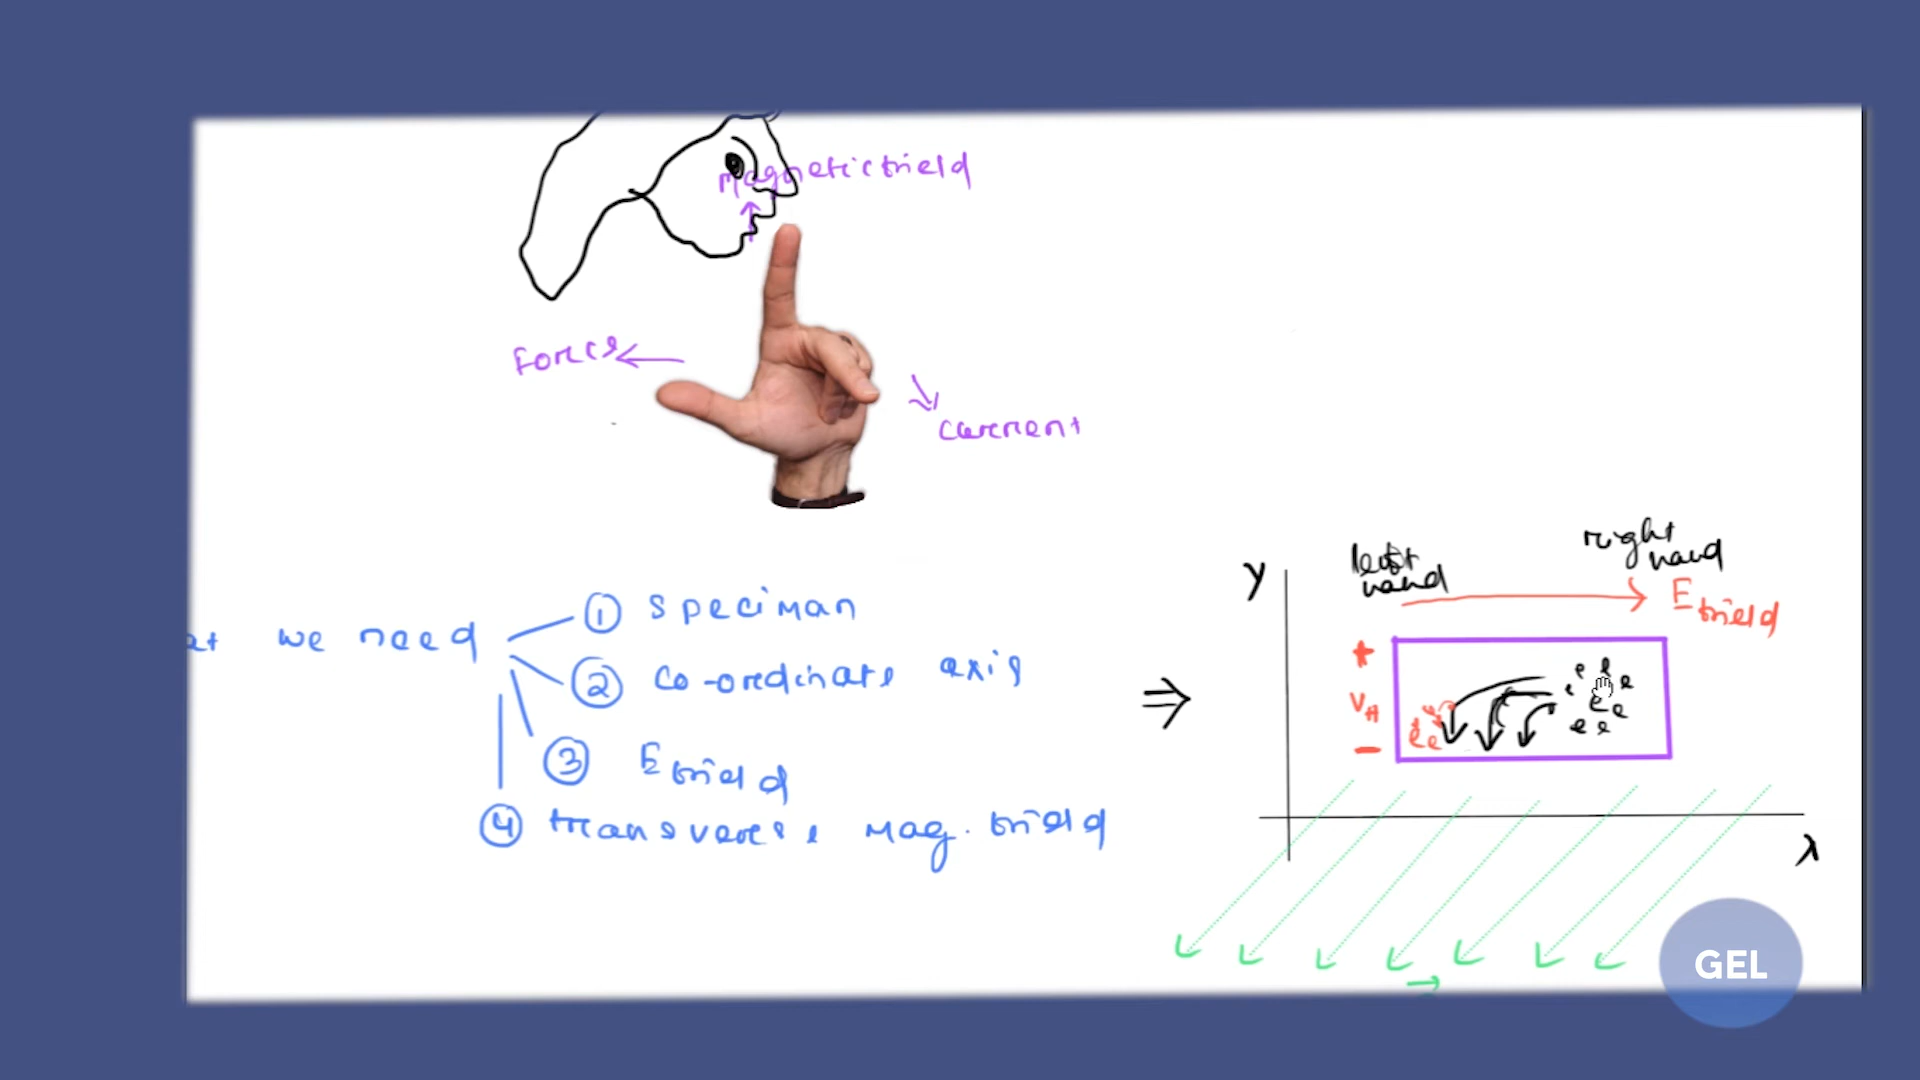 Magnetic field
Force
current
we need
① speciman
② co-ordinate axis
③ E field
④ transverse mag. field
left hand
right hand
E field
y
+
VH
-
e e e e e e e e
e e
λ
GEL